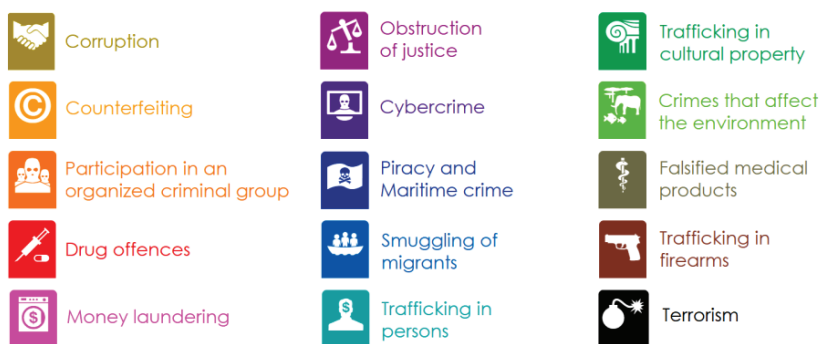 Corruption
Counterfeiting
Participation in an
organized criminal group
Drug offences
Money laundering
Obstruction
of justice
Cybercrime
Piracy and
Maritime crime
Smuggling of
migrants
Trafficking in
persons
Trafficking in
cultural property
Crimes that affect
the environment
Falsified medical
products
Trafficking in
firearms
Terrorism